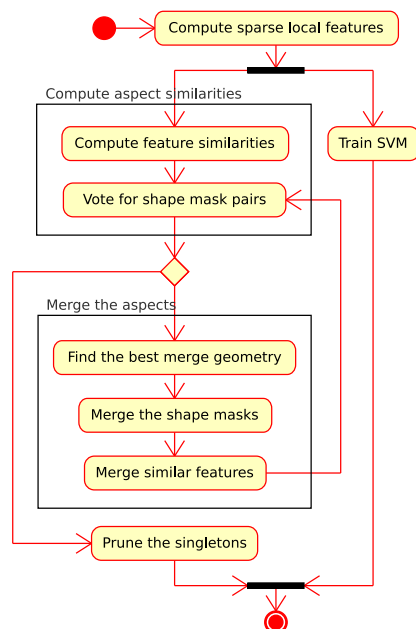 Compute sparse local features
Compute aspect similarities
Compute feature similarities
Train SVM
Vote for shape mask pairs
Merge the aspects
Find the best merge geometry
Merge the shape masks
Merge similar features
Prune the singletons